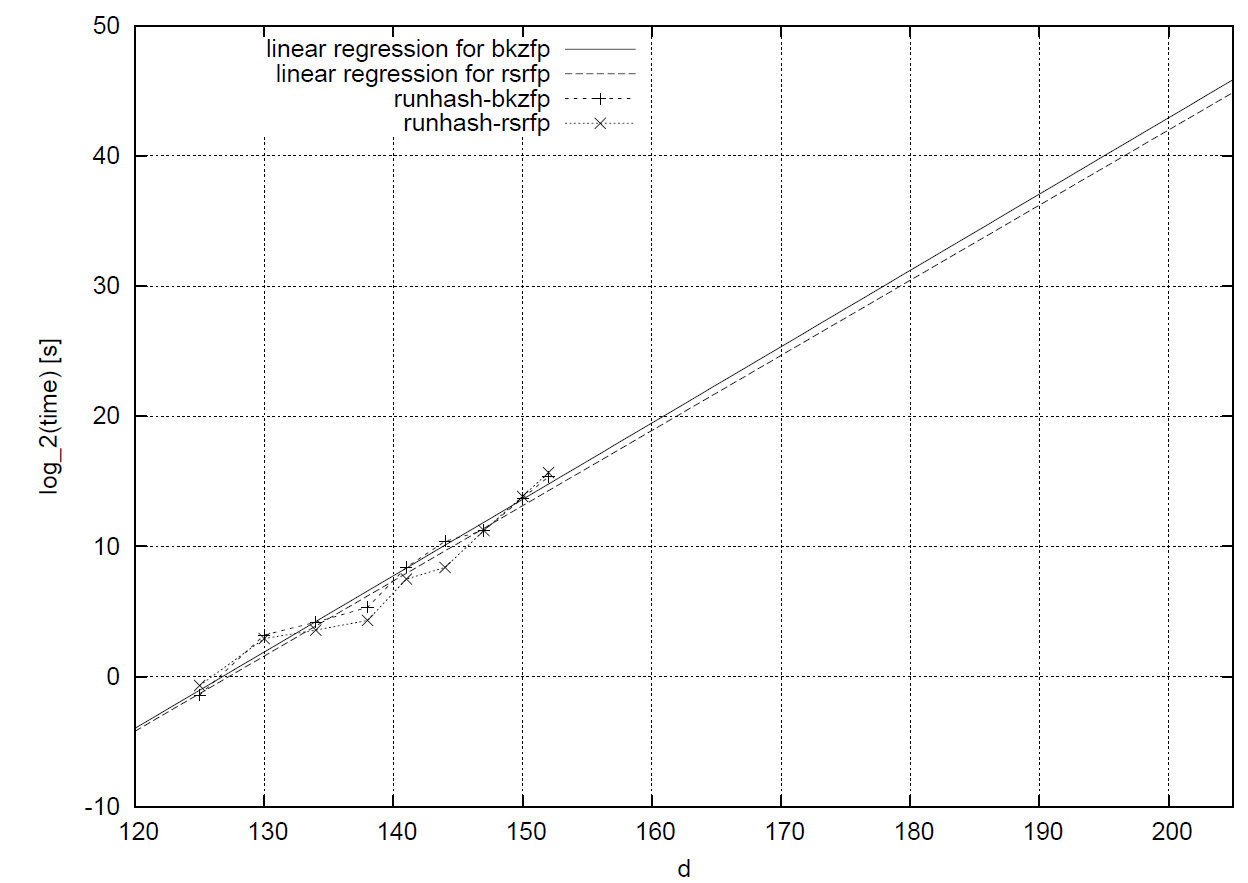 50
linear regression for bkzfp
linear regression for rsrfp
runhash-bkzfp
runhash-rsrfp
40
30
20
10
0
-10
log_2(time) [s]
120 130 140 150 160 170 180 190 200
d